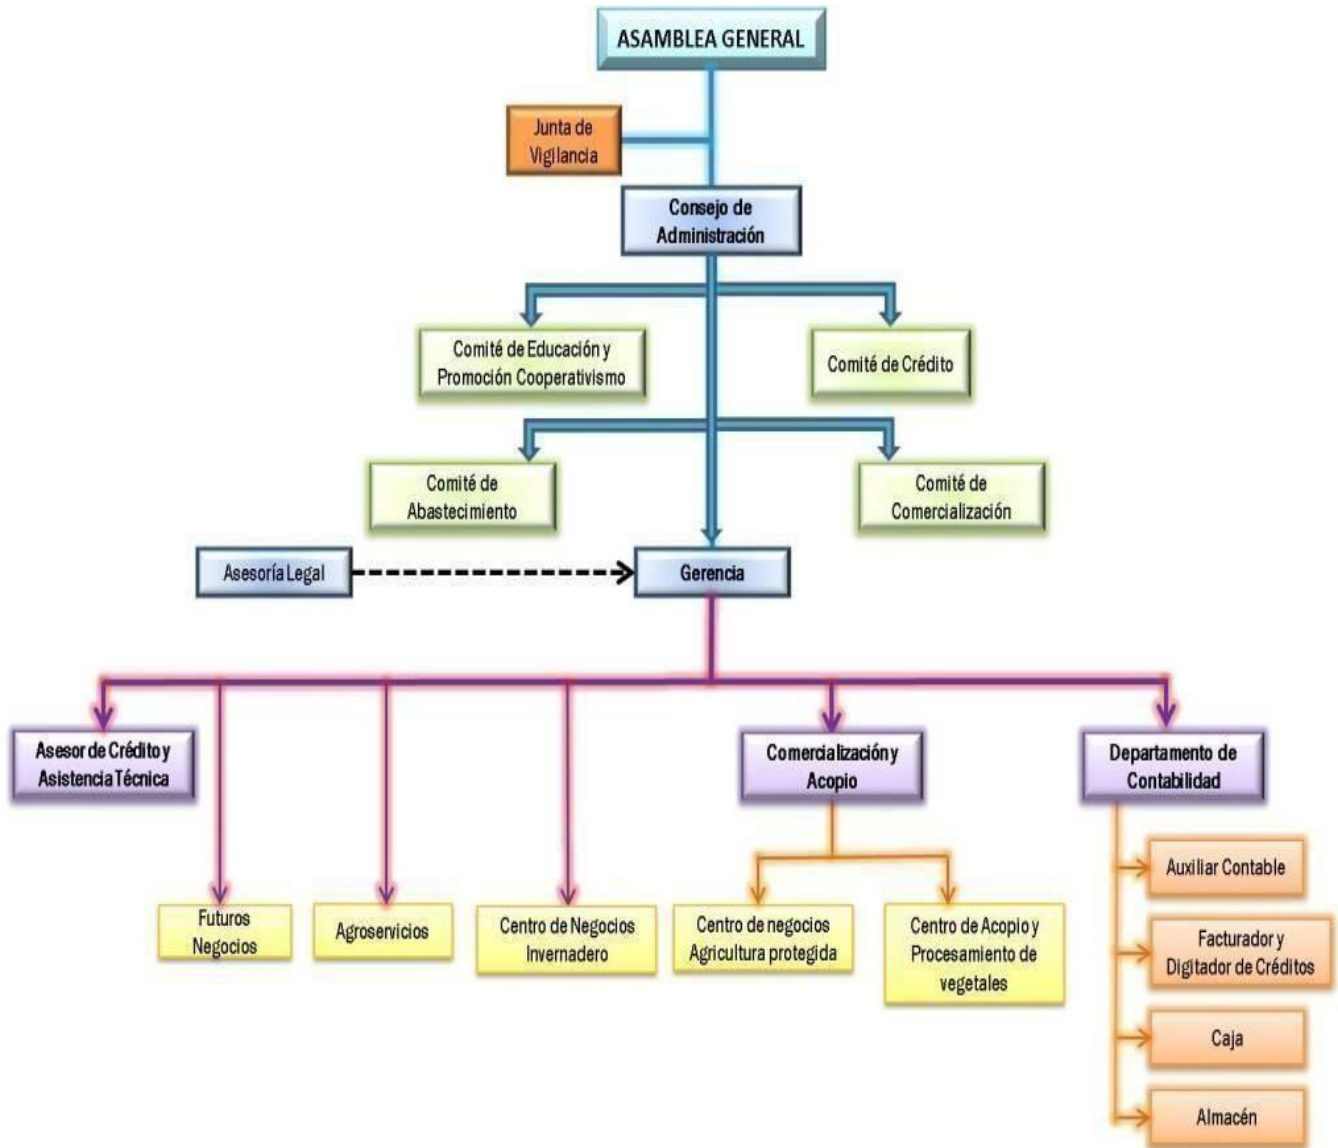 ASAMBLEA GENERAL
Junta de
Vigilancia
Consejo de
Administración
Comité de Educación y
Promoción Cooperativismo
Comité de Crédito
Comité de
Abastecimiento
Comité de
Comercialización
Asesoría Legal
Gerencia
Asesor de Crédito y
Asistencia Técnica
Comercialización y
Acopio
Departamento de
Contabilidad
Futuros
Negocios
Agroservicios
Centro de Negocios
Invernadero
Centro de negocios
Agricultura protegida
Centro de Acopio y
Procesamiento de
vegetales
Auxiliar Contable
Facturador y
Digitador de Créditos
Caja
Almacén